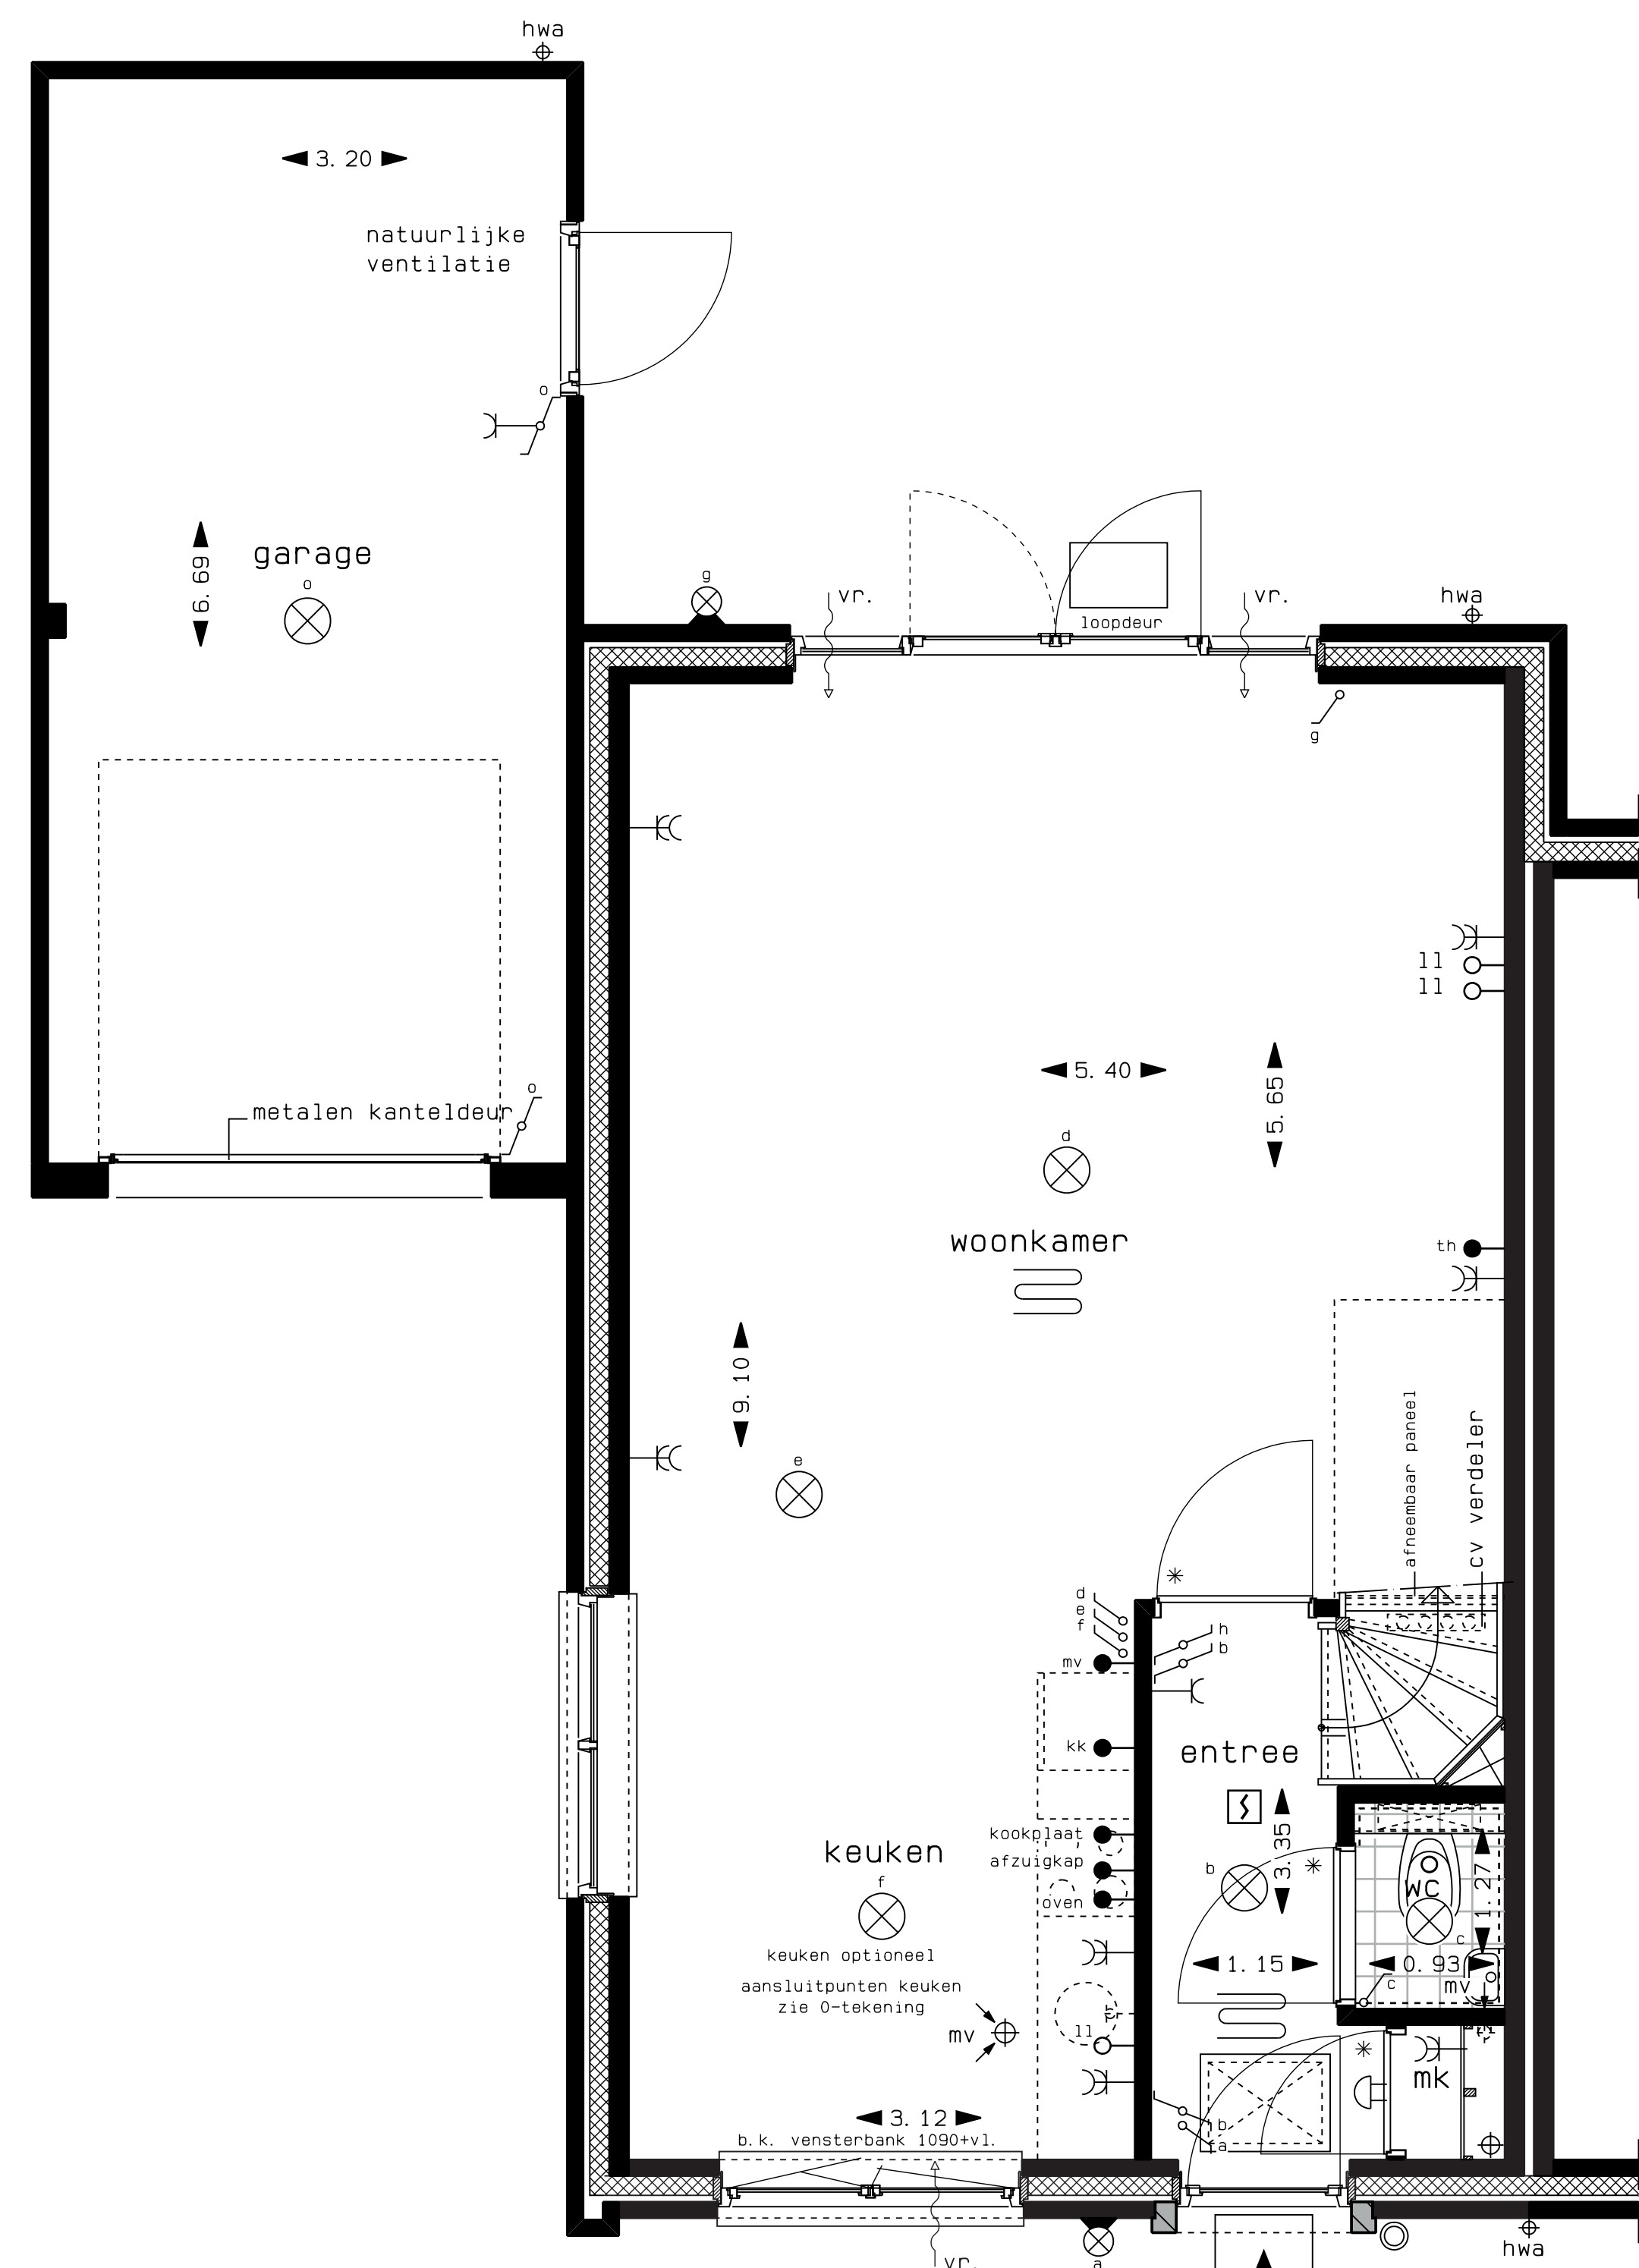 hwa
3. 20
natuurlijke
ventilatie
o
garage
6. 69
o
g
vr.
loopdeur
vr.
hwa
g
ll
ll
5. 40
5. 65
o
metalen kanteldeur
d
woonkamer
th
9. 10
e
afneembaar paneel
cv verdeler
d
e
f
mv
h
b
kk
entree
kookplaat
afzuigkap
oven
keuken
f
keuken optioneel
aansluitpunten keuken
zie 0-tekening
b
3. 35
wc
1. 27
c
1. 15
0. 93
c
mv
mv
ll
mk
3. 12
b.k. vensterbank 1090+vl.
b
a
vr.
a
hwa